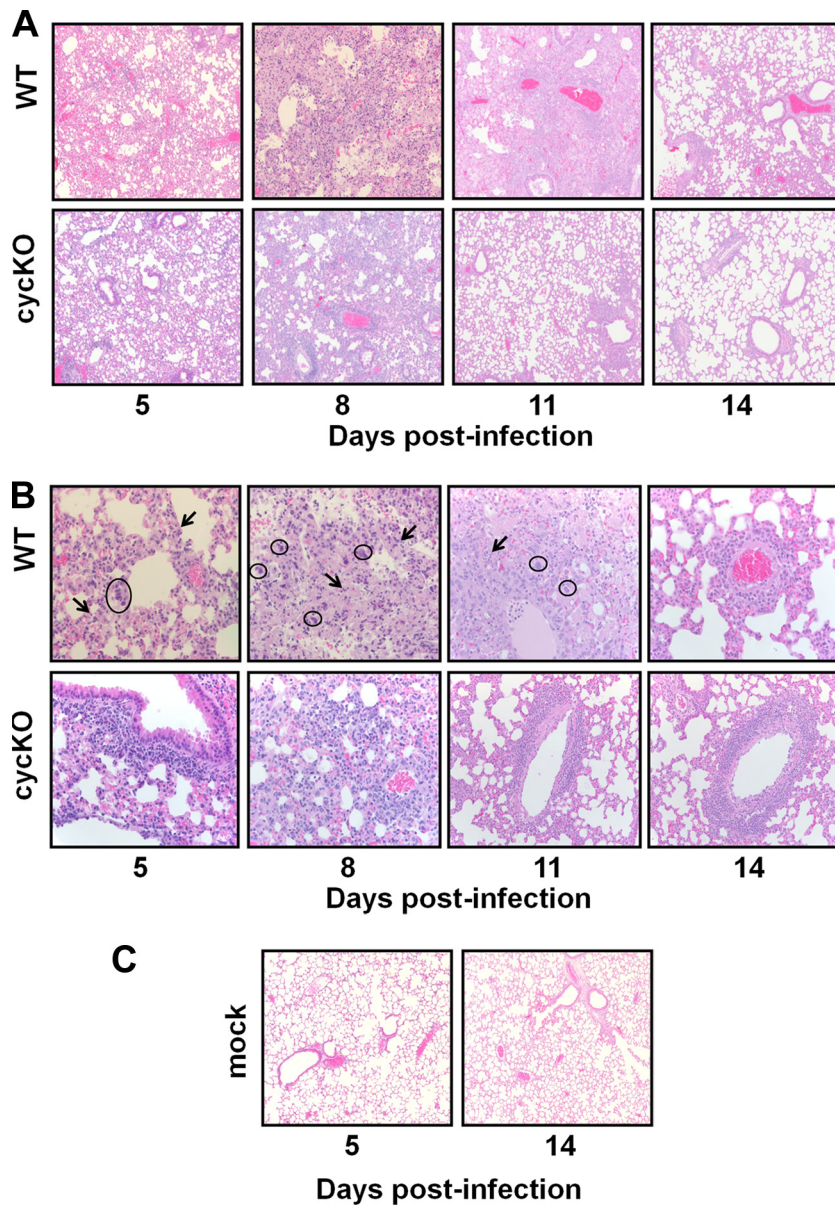 A
WT
cycKO
5 8 11 14
Days post-infection
B
WT
cycKO
5 8 11 14
Days post-infection
C
mock
5 14
Days post-infection